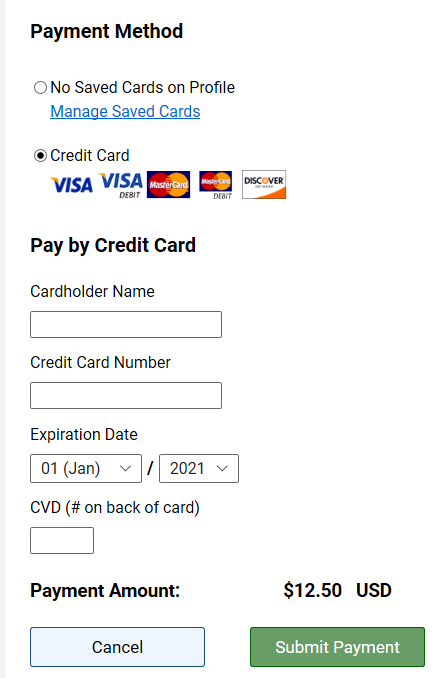 Payment Method
No Saved Cards on Profile
Manage Saved Cards
Credit Card
VISA VISA DEBIT MasterCard MasterCard DEBIT DISCOVER NETWORK
Pay by Credit Card
Cardholder Name
Credit Card Number
Expiration Date
01 (Jan) / 2021
CVD (# on back of card)
Payment Amount: $12.50 USD
Cancel Submit Payment